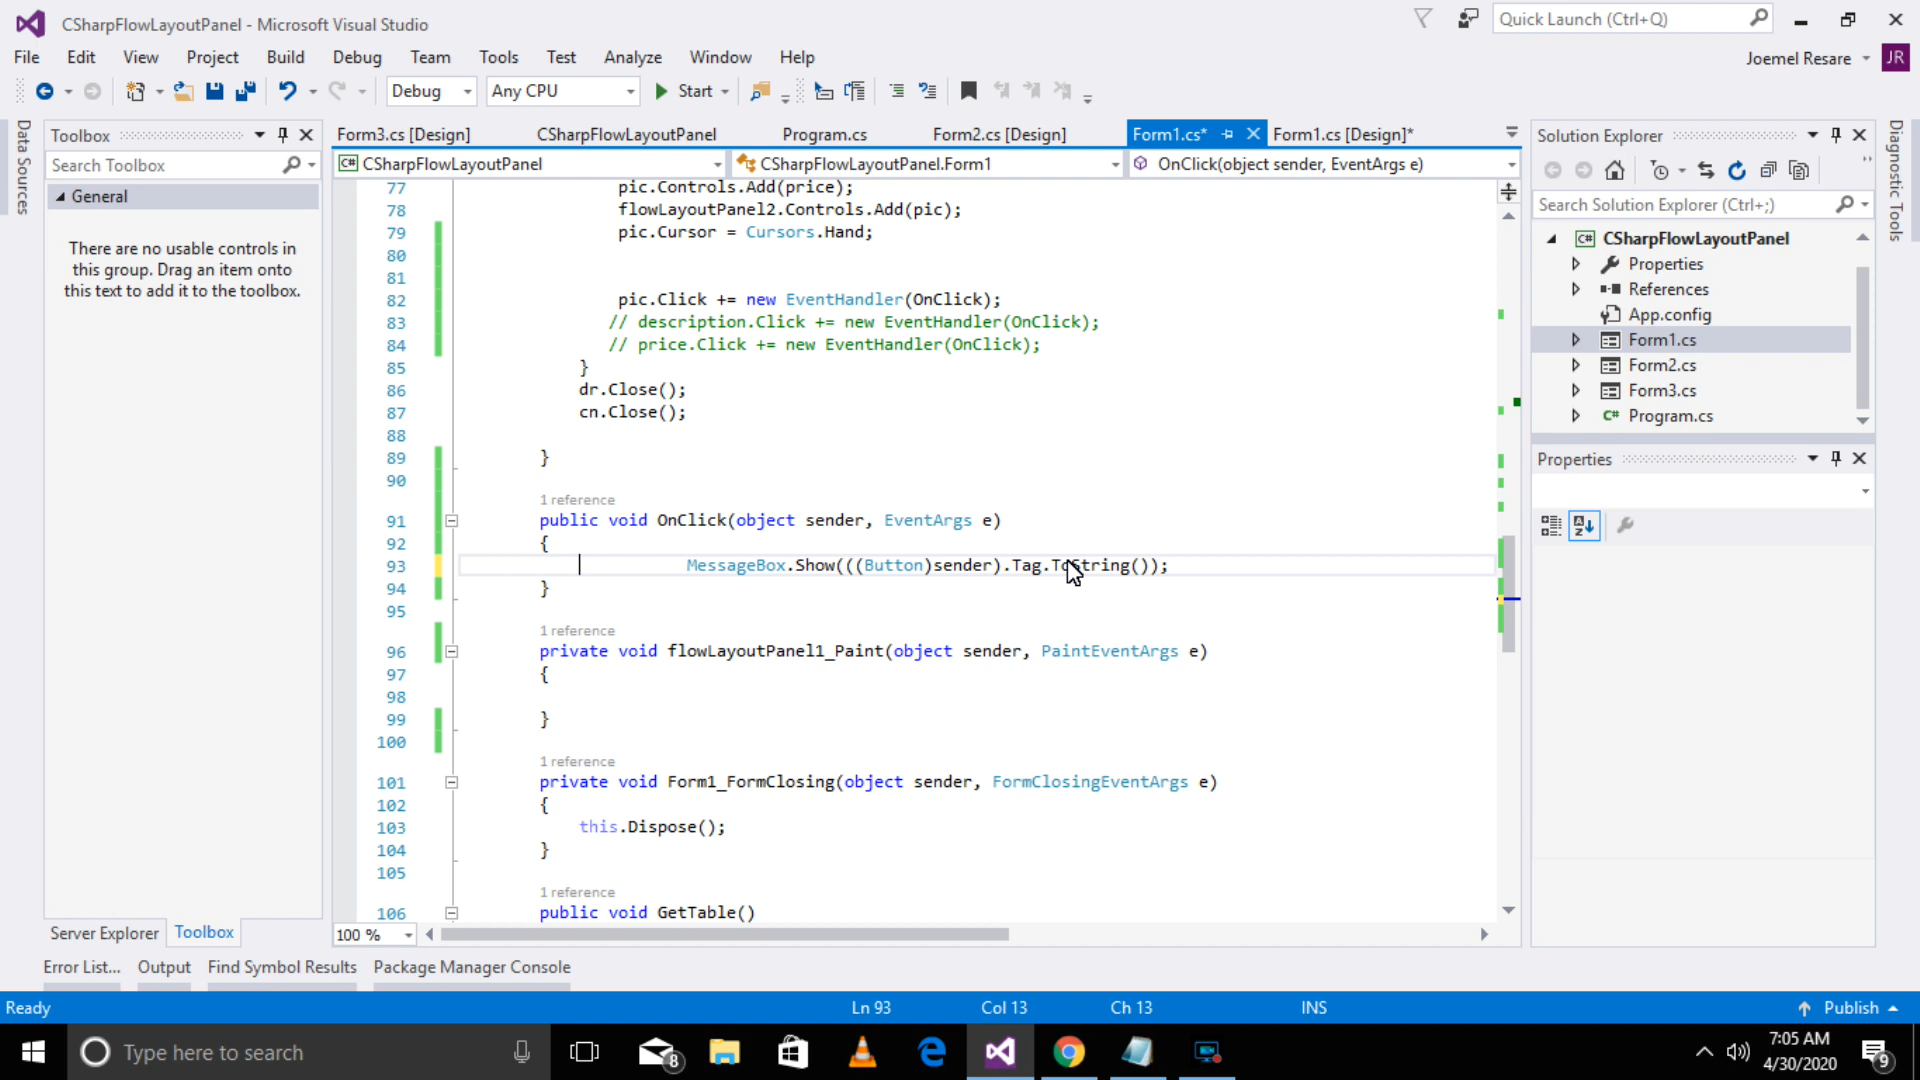 CSharpFlowLayoutPanel - Microsoft Visual Studio
Quick Launch (Ctrl+Q)
File Edit View Project Build Debug Team Tools Test Analyze Window Help
Joemel Resare JR
Debug Any CPU Start
Data Sources
Toolbox
Search Toolbox
General
There are no usable controls in
this group. Drag an item onto
this text to add it to the toolbox.
Server Explorer Toolbox
Form3.cs [Design] CSharpFlowLayoutPanel Program.cs Form2.cs [Design] Form1.cs* Form1.cs [Design]*
C# CSharpFlowLayoutPanel CSharpFlowLayoutPanel.Form1 OnClick(object sender, EventArgs e)
77 pic.Controls.Add(price);
78 flowLayoutPanel2.Controls.Add(pic);
79 pic.Cursor = Cursors.Hand;
80
81
82 pic.Click += new EventHandler(OnClick);
83 // description.Click += new EventHandler(OnClick);
84 // price.Click += new EventHandler(OnClick);
85 }
86 dr.Close();
87 cn.Close();
88
89 }
90
1 reference
91 public void OnClick(object sender, EventArgs e)
92 {
93 MessageBox.Show(((Button)sender).Tag.ToString());
94 }
95
1 reference
96 private void flowLayoutPanel1_Paint(object sender, PaintEventArgs e)
97 {
98
99 }
100
1 reference
101 private void Form1_FormClosing(object sender, FormClosingEventArgs e)
102 {
103 this.Dispose();
104 }
105
1 reference
106 public void GetTable()
100 %
Solution Explorer
Search Solution Explorer (Ctrl+;)
C# CSharpFlowLayoutPanel
Properties
References
App.config
Form1.cs
Form2.cs
Form3.cs
C# Program.cs
Properties
Diagnostic Tools
Error List... Output Find Symbol Results Package Manager Console
Ready Ln 93 Col 13 Ch 13 INS Publish
Type here to search
8
7:05 AM
4/30/2020
9